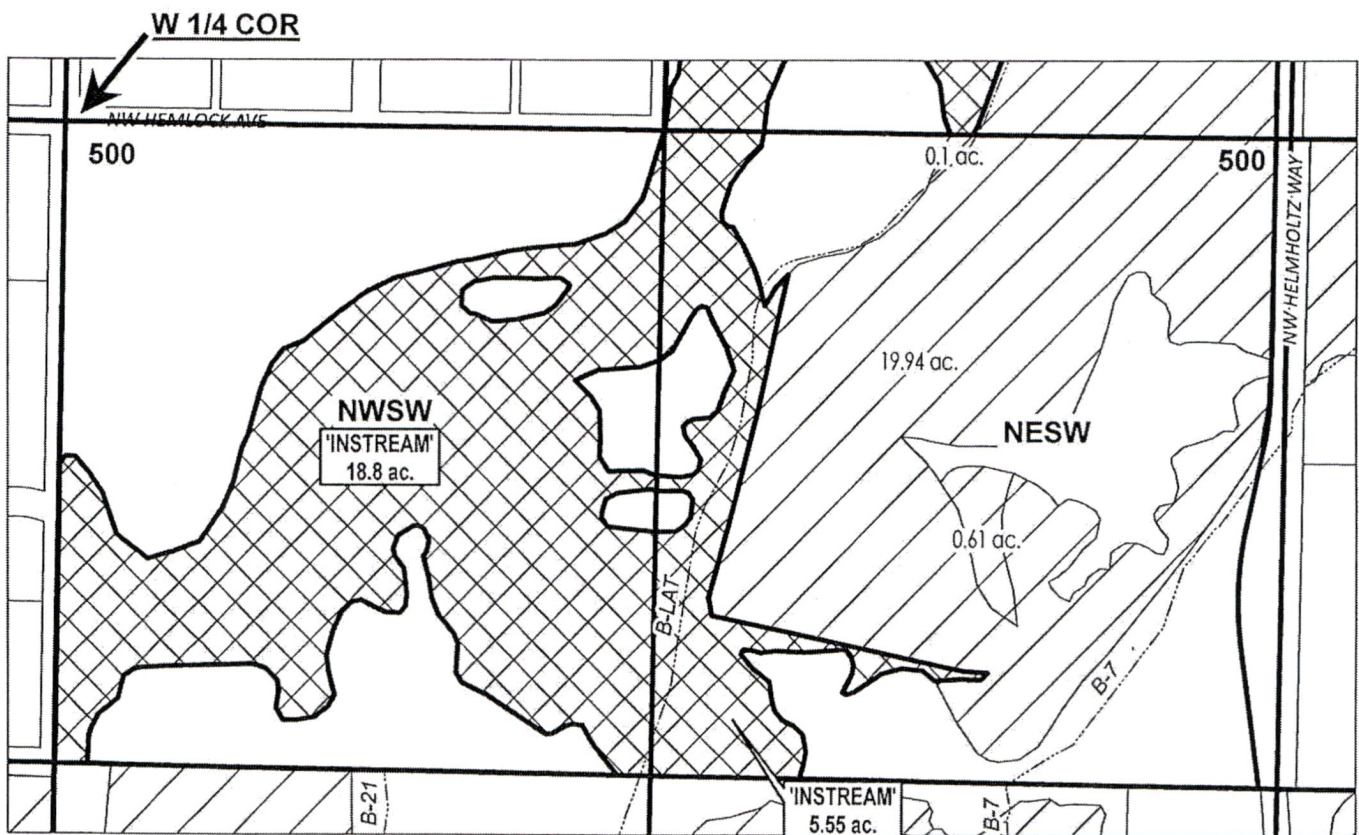 W 1/4 COR
NW HEMLOCK AVE
500
0.1 ac.
500
NW HELMHOLTZ WAY
19.94 ac.
NWSW
'INSTREAM'
18.8 ac.
NESW
0.61 ac.
B-LAT
B-7
B-21
'INSTREAM'
5.55 ac.
B-7